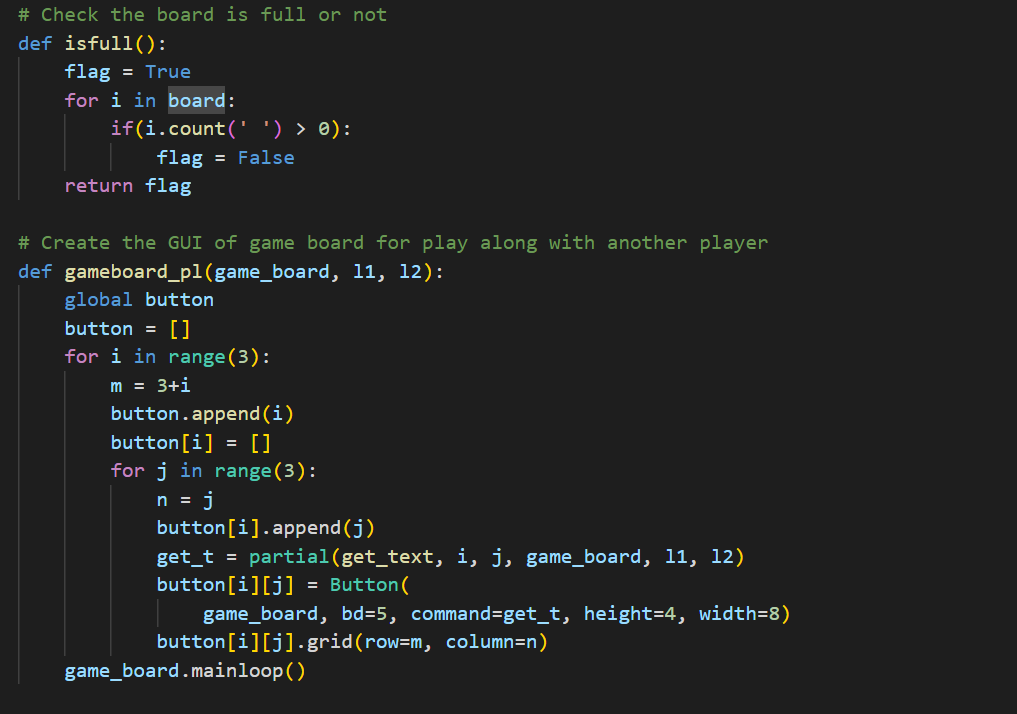 # Check the board is full or not
def isfull():
    flag = True
    for i in board:
        if(i.count(' ') > 0):
            flag = False
    return flag

# Create the GUI of game board for play along with another player
def gameboard_pl(game_board, l1, l2):
    global button
    button = []
    for i in range(3):
        m = 3+i
        button.append(i)
        button[i] = []
        for j in range(3):
            n = j
            button[i].append(j)
            get_t = partial(get_text, i, j, game_board, l1, l2)
            button[i][j] = Button(
                game_board, bd=5, command=get_t, height=4, width=8)
            button[i][j].grid(row=m, column=n)
    game_board.mainloop()